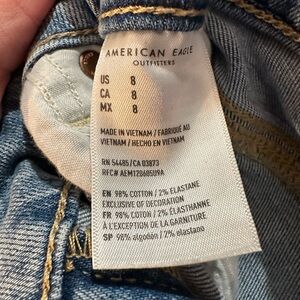 AMERICAN EAGLE
OUTFITTERS
US 8
CA 8
MX 8
MADE IN VIETNAM / FABRIQUÉ AU
VIETNAM / HECHO EN VIETNAM
RN 54485/CA 03873
RFC# AEM120605U9A
EN 98% COTTON / 2% ELASTANE
EXCLUSIVE OF DECORATION
FR 98% COTON / 2% ÉLASTHANNE
À L'EXCEPTION DE LA GARNITURE
SP 98% algodón / 2% elastano